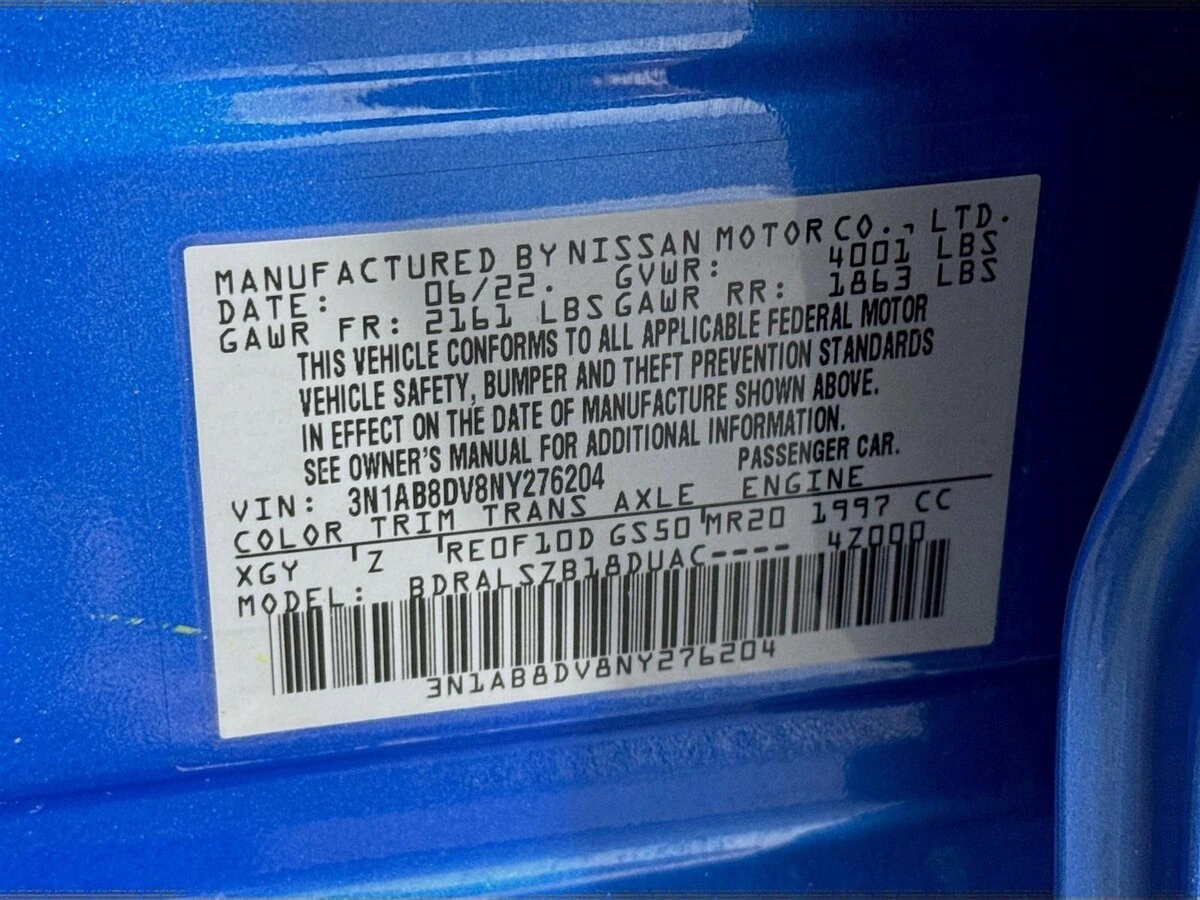 MANUFACTURED BY NISSAN MOTOR CO., LTD.
DATE: 06/22. GVWR: 4001 LBS
GAWR FR: 2161 LBS GAWR RR: 1863 LBS
THIS VEHICLE CONFORMS TO ALL APPLICABLE FEDERAL MOTOR
VEHICLE SAFETY, BUMPER AND THEFT PREVENTION STANDARDS
IN EFFECT ON THE DATE OF MANUFACTURE SHOWN ABOVE.
SEE OWNER'S MANUAL FOR ADDITIONAL INFORMATION.
VIN: 3N1AB8DV8NY276204 PASSENGER CAR.
COLOR TRIM TRANS AXLE ENGINE
XGY Z RE0F10D GS50 MR20 1997 CC
MODEL: BDRALSZB18DUAC---- 4Z000
3N1AB8DV8NY276204